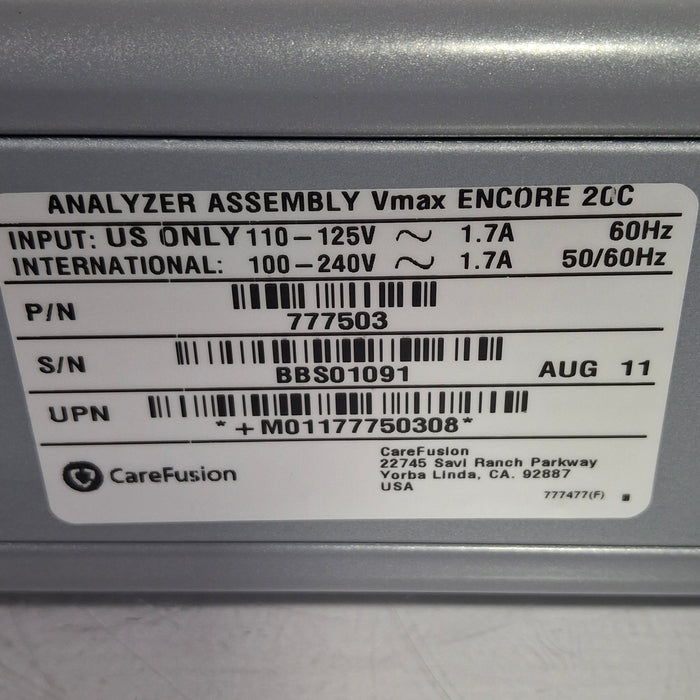 ANALYZER ASSEMBLY Vmax ENCORE 20C
INPUT: US ONLY 110-125V ~ 1.7A 60Hz
INTERNATIONAL: 100-240V ~ 1.7A 50/60Hz
P/N 777503
S/N BBS01091 AUG 11
UPN *+M01177750308*
CareFusion
CareFusion
22745 Savi Ranch Parkway
Yorba Linda, CA. 92887
USA
777477(F)